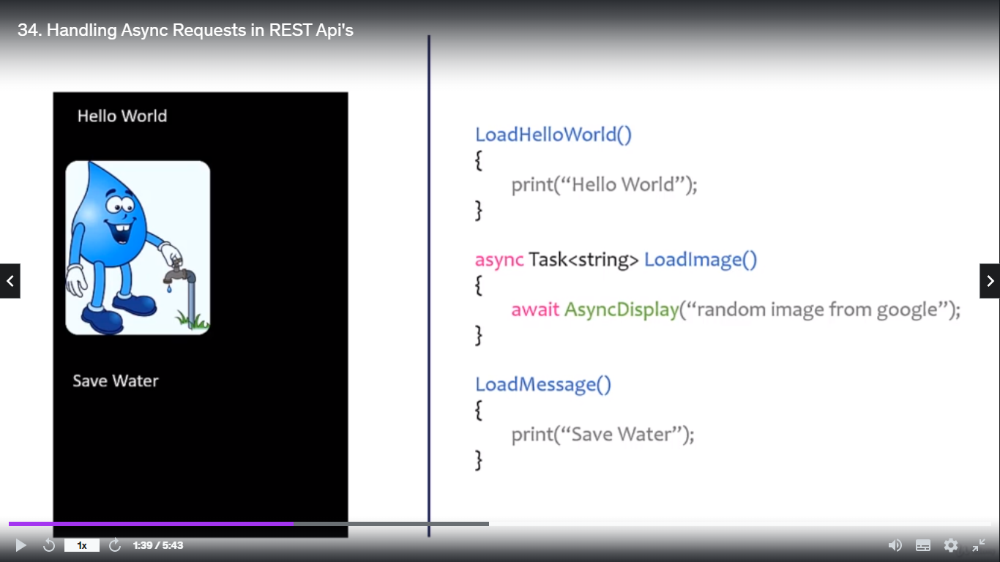 34. Handling Async Requests in REST Api's
Hello World
Save Water
LoadHelloWorld()
{
print(“Hello World”);
}
async Task<string> LoadImage()
{
await AsyncDisplay(“random image from google”);
}
LoadMessage()
{
print(“Save Water”);
}
1x
1:39 / 5:43